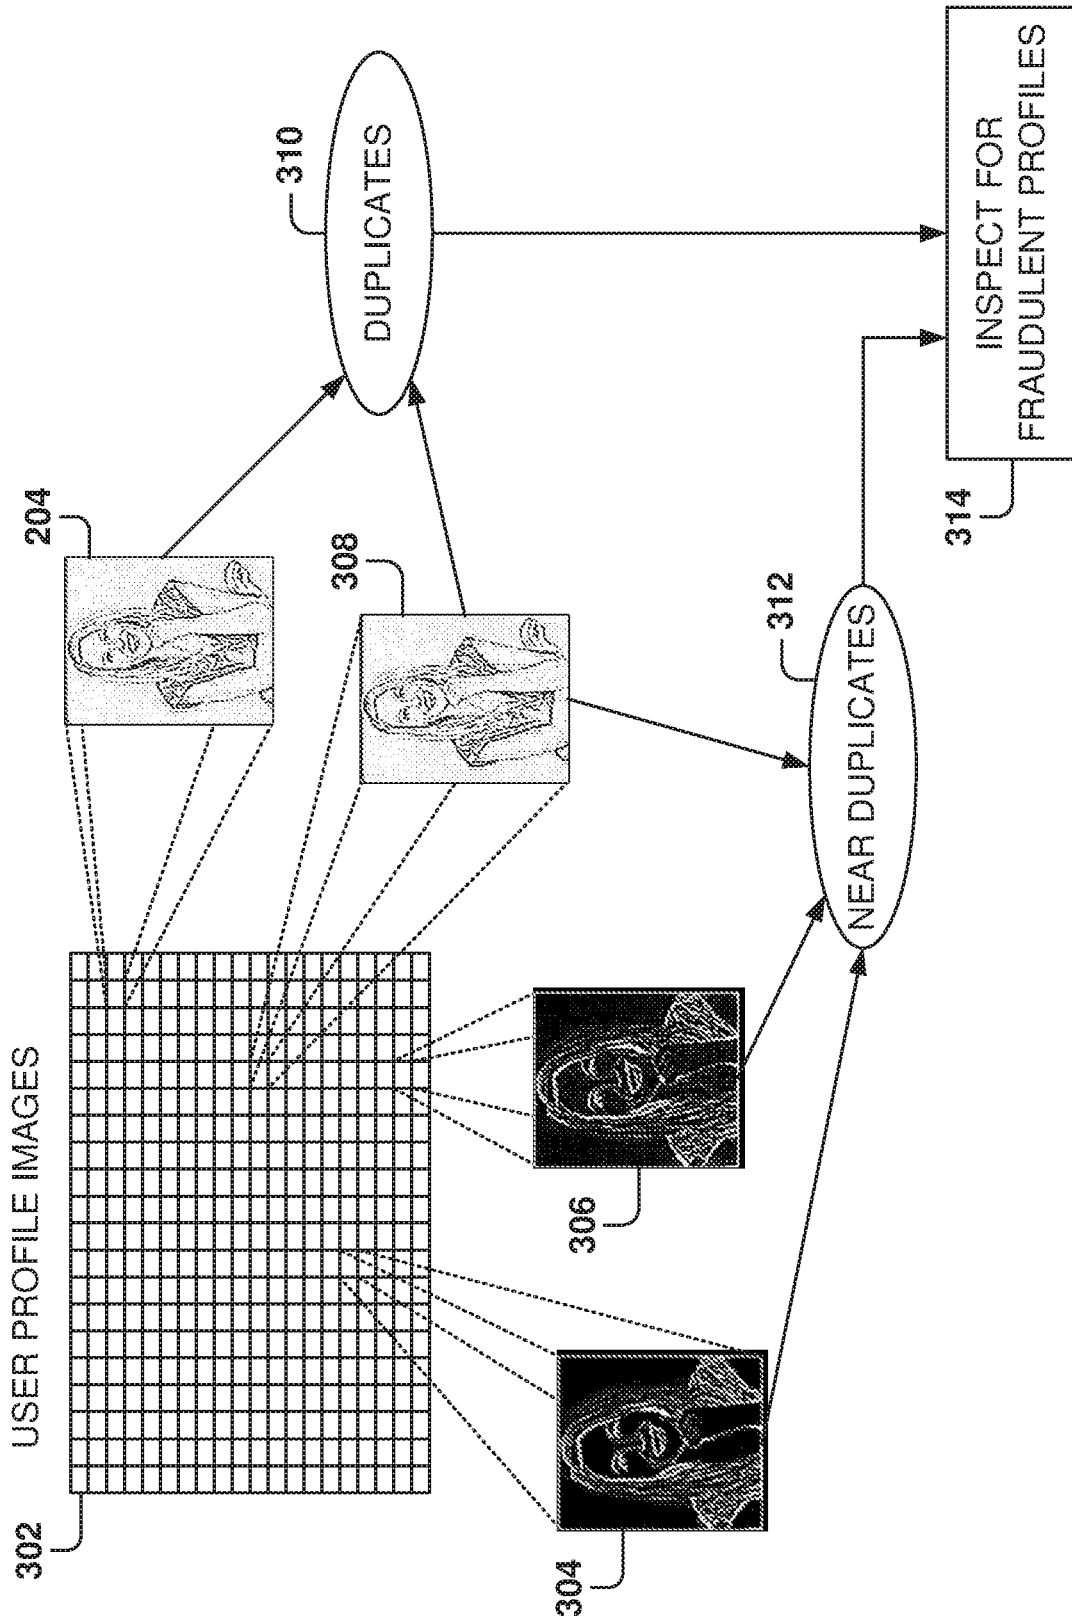 USER PROFILE IMAGES
302
204
308
310
DUPLICATES
304
306
312
NEAR DUPLICATES
314
INSPECT FOR
FRAUDULENT PROFILES